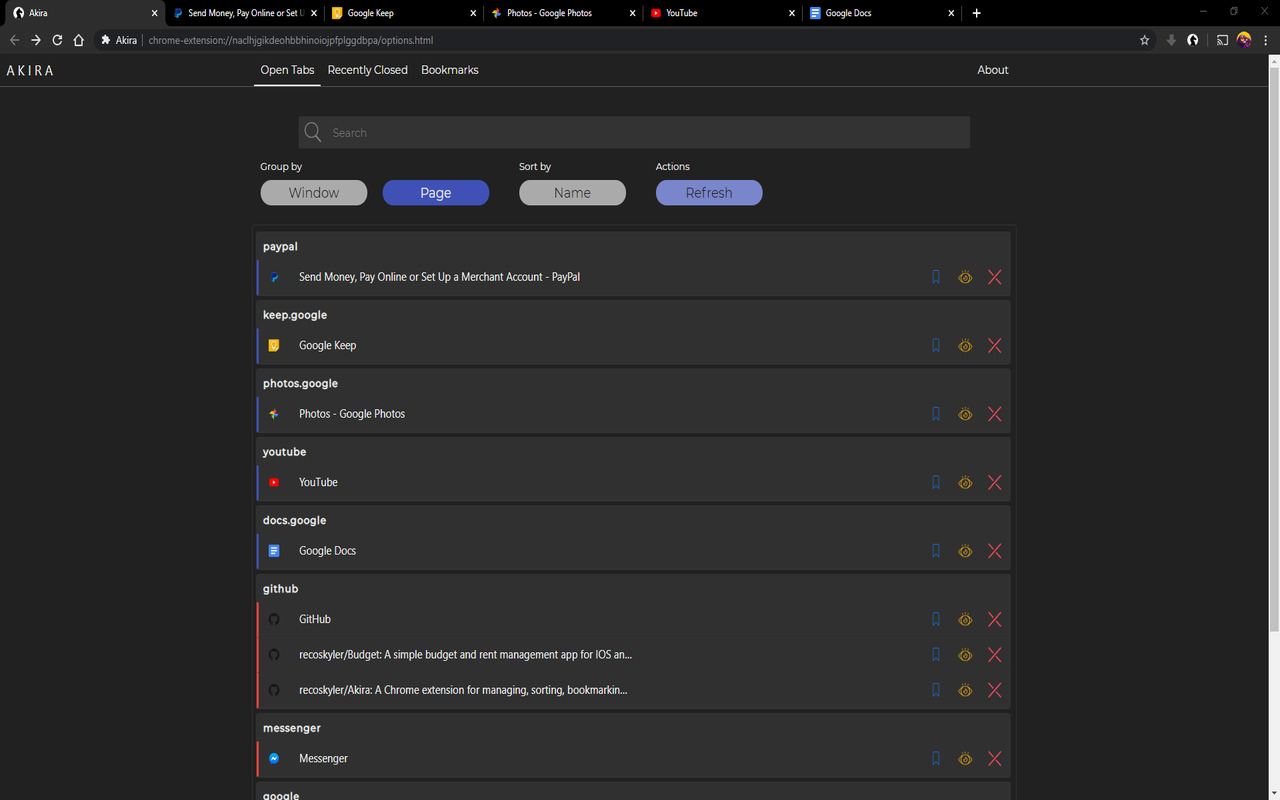 Akira
Send Money, Pay Online or Set U
Google Keep
Photos - Google Photos
YouTube
Google Docs
Akira
chrome-extension://naclhjgikdeohbbhinoiojpfplggdbpa/options.html
AKIRA
Open Tabs
Recently Closed
Bookmarks
About
Search
Group by
Sort by
Actions
Window
Page
Name
Refresh
paypal
Send Money, Pay Online or Set Up a Merchant Account - PayPal
keep.google
Google Keep
photos.google
Photos - Google Photos
youtube
YouTube
docs.google
Google Docs
github
GitHub
recoskyler/Budget: A simple budget and rent management app for IOS an...
recoskyler/Akira: A Chrome extension for managing, sorting, bookmarkin...
messenger
Messenger
google